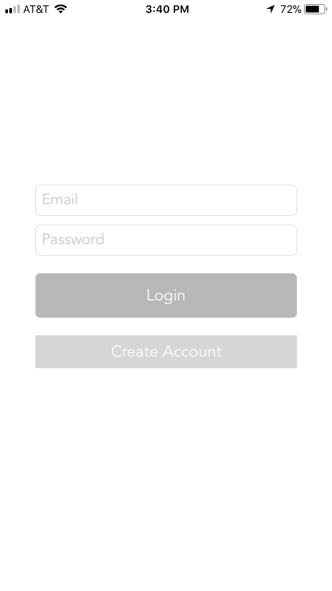 AT&T 3:40 PM 72%
Email
Password
Login
Create Account